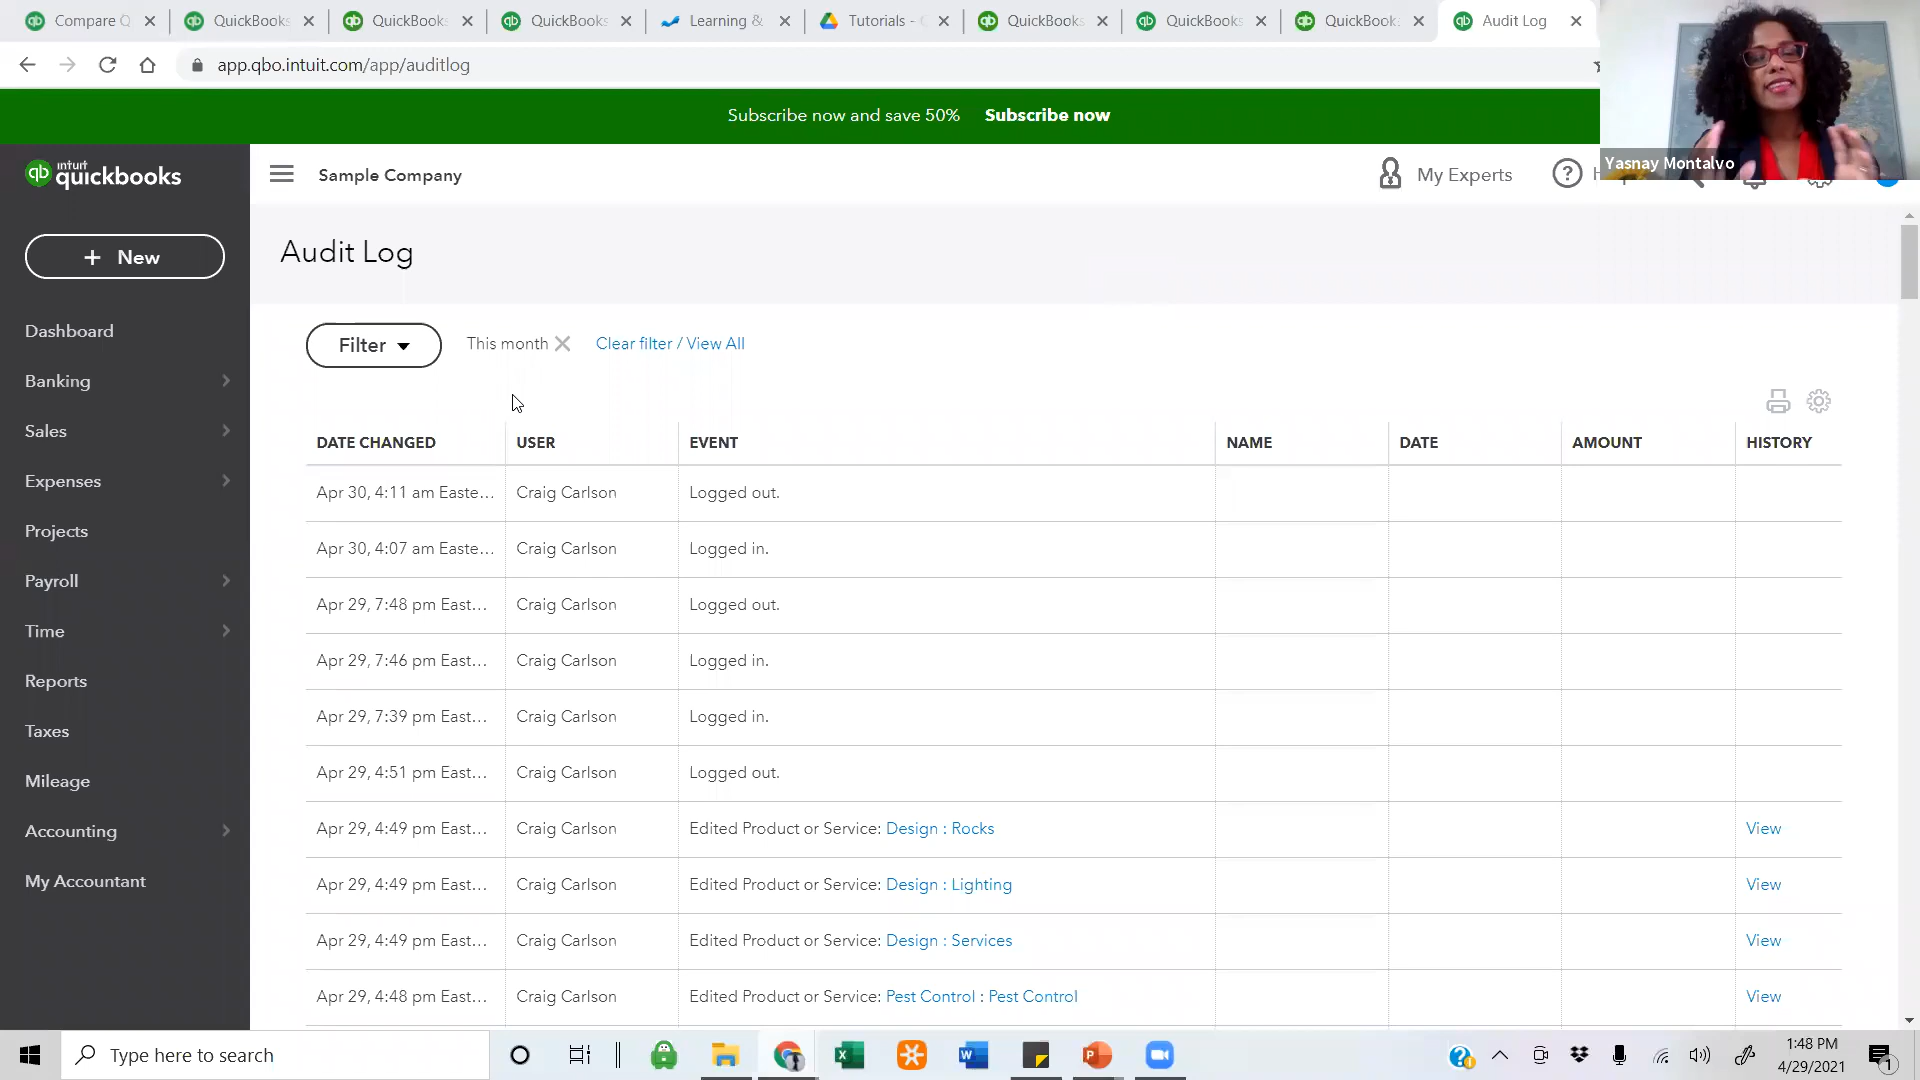 Compare Q
QuickBooks
QuickBooks
QuickBooks
Learning &
Tutorials -
QuickBooks
QuickBooks
QuickBooks
Audit Log
app.qbo.intuit.com/app/auditlog
Subscribe now and save 50% Subscribe now
intuit
quickbooks
Sample Company
My Experts
?
Yasnay Montalvo
+ New
Dashboard
Banking
Sales
Expenses
Projects
Payroll
Time
Reports
Taxes
Mileage
Accounting
My Accountant
Audit Log
Filter
This month
Clear filter / View All
DATE CHANGED USER EVENT NAME DATE AMOUNT HISTORY
Apr 30, 4:11 am Easte... Craig Carlson Logged out.
Apr 30, 4:07 am Easte... Craig Carlson Logged in.
Apr 29, 7:48 pm East... Craig Carlson Logged out.
Apr 29, 7:46 pm East... Craig Carlson Logged in.
Apr 29, 7:39 pm East... Craig Carlson Logged in.
Apr 29, 4:51 pm East... Craig Carlson Logged out.
Apr 29, 4:49 pm East... Craig Carlson Edited Product or Service: Design : Rocks View
Apr 29, 4:49 pm East... Craig Carlson Edited Product or Service: Design : Lighting View
Apr 29, 4:49 pm East... Craig Carlson Edited Product or Service: Design : Services View
Apr 29, 4:48 pm East... Craig Carlson Edited Product or Service: Pest Control : Pest Control View
Type here to search
1:48 PM
4/29/2021
1